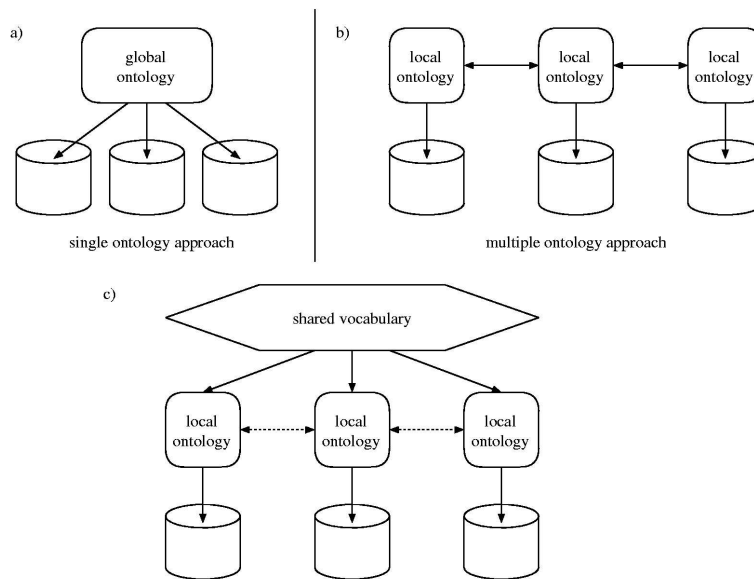 a)
global
ontology
single ontology approach
b)
local
ontology
local
ontology
local
ontology
multiple ontology approach
c)
shared vocabulary
local
ontology
local
ontology
local
ontology